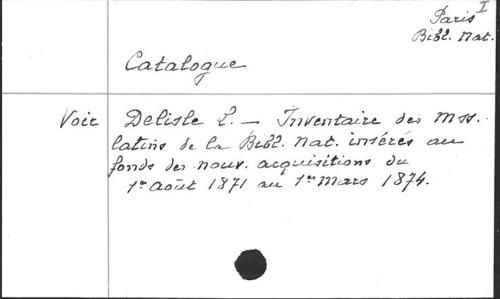 I
Paris
Bibl. Nat.
Catalogue
Voir Delisle L. — Inventaire des mss.
latins de la Bibl. Nat. insérés au
fonds des nouv. acquisitions du
1er août 1871 au 1er mars 1874.